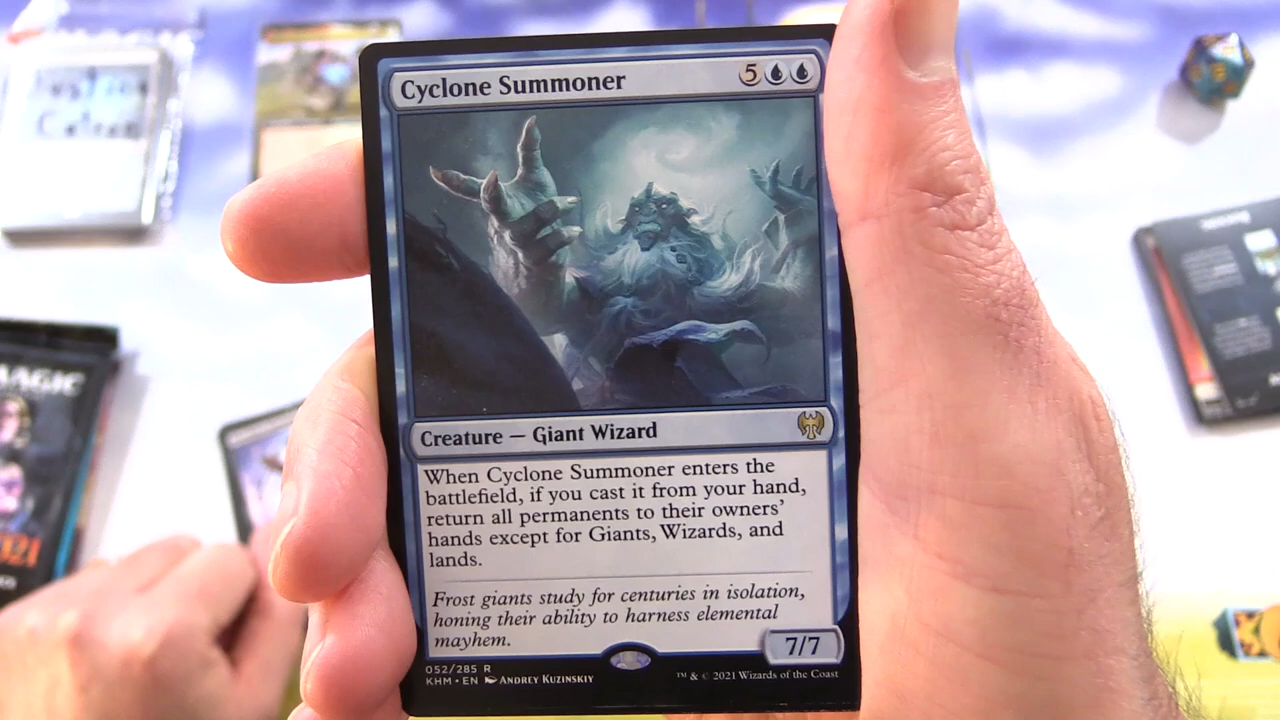 Cyclone Summoner 5
Creature — Giant Wizard
When Cyclone Summoner enters the
battlefield, if you cast it from your hand,
return all permanents to their owners'
hands except for Giants, Wizards, and
lands.
Frost giants study for centuries in isolation,
honing their ability to harness elemental
mayhem.
7/7
052/285 R
KHM • EN Andrey Kuzinskiy
™ & © 2021 Wizards of the Coast
MAGIC